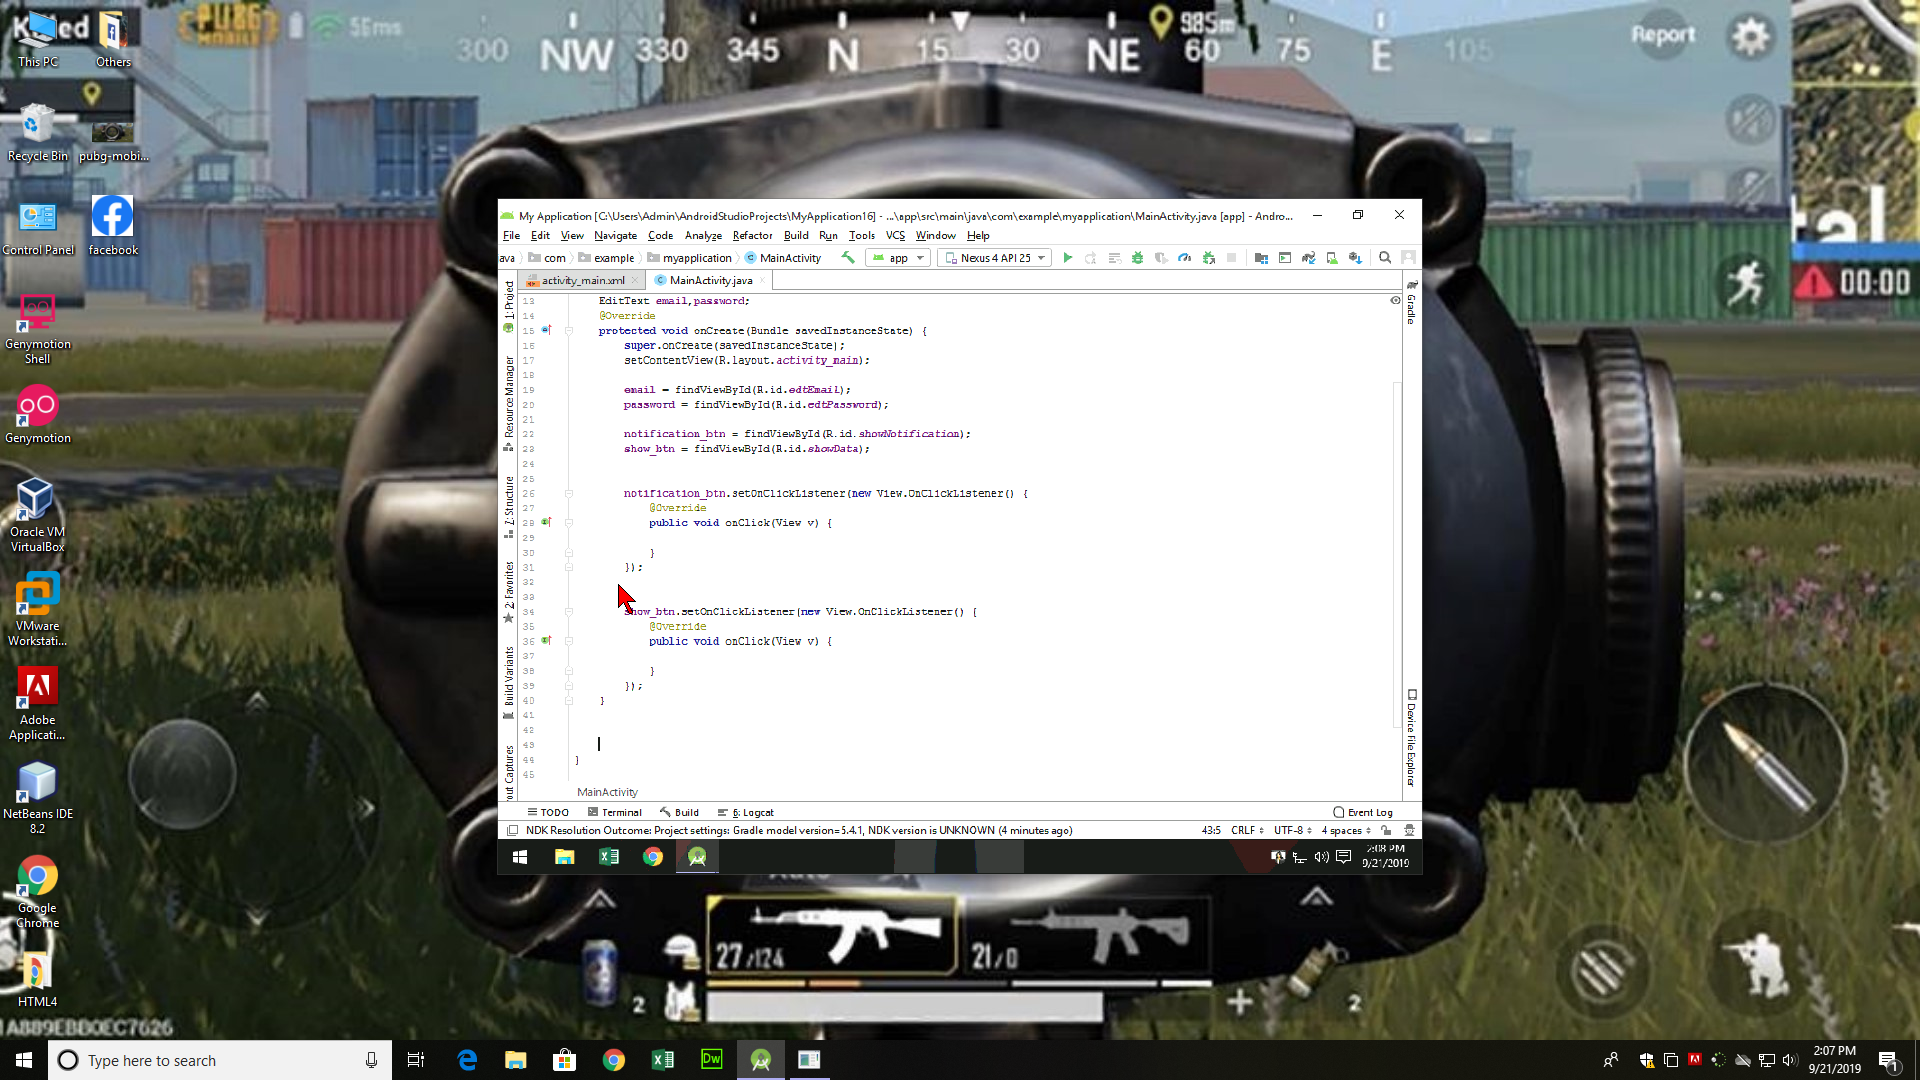 Killed
PUBG
MOBILE
56ms
300 NW 330 345 N 15 30 NE 60 75 E 105
985m
Report
This PC
Others
Recycle Bin
pubg-mobi...
Control Panel
facebook
Genymotion
Shell
Genymotion
Oracle VM
VirtualBox
VMware
Workstati...
Adobe
Applicati...
NetBeans IDE
8.2
Google
Chrome
HTML4
1A889EBB0EC7626
tal
00:00
My Application [C:\Users\Admin\AndroidStudioProjects\MyApplication16] - ...\app\src\main\java\com\example\myapplication\MainActivity.java [app] - Andro...
File Edit View Navigate Code Analyze Refactor Build Run Tools VCS Window Help
ava com example myapplication MainActivity app Nexus 4 API 25
activity_main.xml MainActivity.java
1: Project
Resource Manager
Z: Structure
2: Favorites
Build Variants
out Captures
Gradle
Device File Explorer
13 EditText email,password;
14 @Override
15 protected void onCreate(Bundle savedInstanceState) {
16 super.onCreate(savedInstanceState);
17 setContentView(R.layout.activity_main);
18
19 email = findViewById(R.id.edtEmail);
20 password = findViewById(R.id.edtPassword);
21
22 notification_btn = findViewById(R.id.showNotification);
23 show_btn = findViewById(R.id.showData);
24
25
26 notification_btn.setOnClickListener(new View.OnClickListener() {
27 @Override
28 public void onClick(View v) {
29
30 }
31 });
32
33
34 show_btn.setOnClickListener(new View.OnClickListener() {
35 @Override
36 public void onClick(View v) {
37
38 }
39 });
40 }
41
42
43
44 }
45
MainActivity
TODO Terminal Build 6: Logcat Event Log
NDK Resolution Outcome: Project settings: Gradle model version=5.4.1, NDK version is UNKNOWN (4 minutes ago) 43:5 CRLF UTF-8 4 spaces
2:08 PM
9/21/2019
27/124
21/0
2
2
Type here to search
Dw
2:07 PM
9/21/2019
1